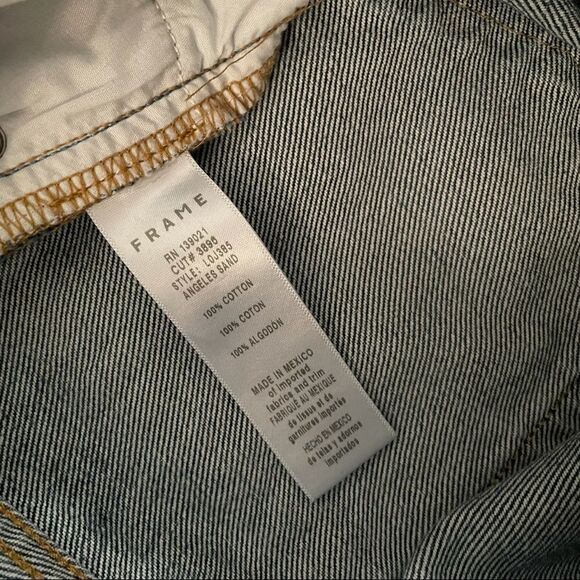 FRAME
RN 139021
CUT# 3895
STYLE: LOJ385
ANGELES SAND
100% COTTON
100% COTON
100% ALGODÓN
MADE IN MEXICO
of imported
fabrics and trim
FABRIQUÉ AU MEXIQUE
de tissus et de
garnitures importés
HECHO EN MEXICO
de telas y adornos
importados